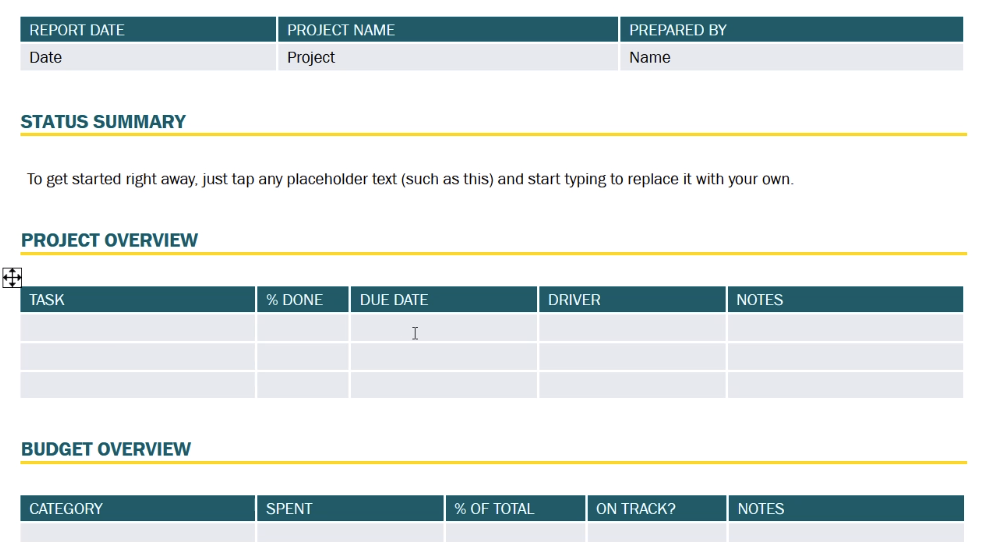 REPORT DATE PROJECT NAME PREPARED BY
Date Project Name
STATUS SUMMARY
To get started right away, just tap any placeholder text (such as this) and start typing to replace it with your own.
PROJECT OVERVIEW
TASK % DONE DUE DATE DRIVER NOTES
BUDGET OVERVIEW
CATEGORY SPENT % OF TOTAL ON TRACK? NOTES